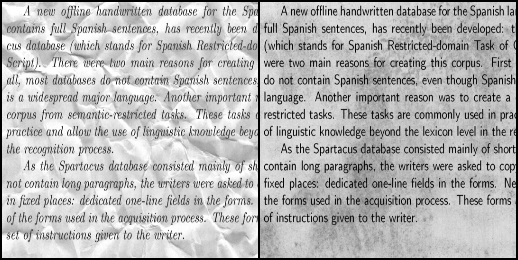 A new offline handwritten database for the
contains full Spanish sentences, has recently been
cus database (which stands for Spanish Restricted-do
Script). There were two main reasons for creating
all, most databases do not contain Spanish sentences
is a widespread major language. Another important
corpus from semantic-restricted tasks. These tasks
practice and allow the use of linguistic knowledge
the recognition process.
As the Spartacus database consisted mainly of
not contain long paragraphs, the writers were asked to
in fixed places: dedicated one-line fields in the forms.
of the forms used in the acquisition process. These
set of instructions given to the writer.
A new offline handwritten database for the Spanish
full Spanish sentences, has recently been developed:
(which stands for Spanish Restricted-domain Task of
were two main reasons for creating this corpus. First
do not contain Spanish sentences, even though
language. Another important reason was to create a
restricted tasks. These tasks are commonly used in
of linguistic knowledge beyond the lexicon level in the
As the Spartacus database consisted mainly of short
contain long paragraphs, the writers were asked to
fixed places: dedicated one-line fields in the forms.
the forms used in the acquisition process. These forms
of instructions given to the writer.